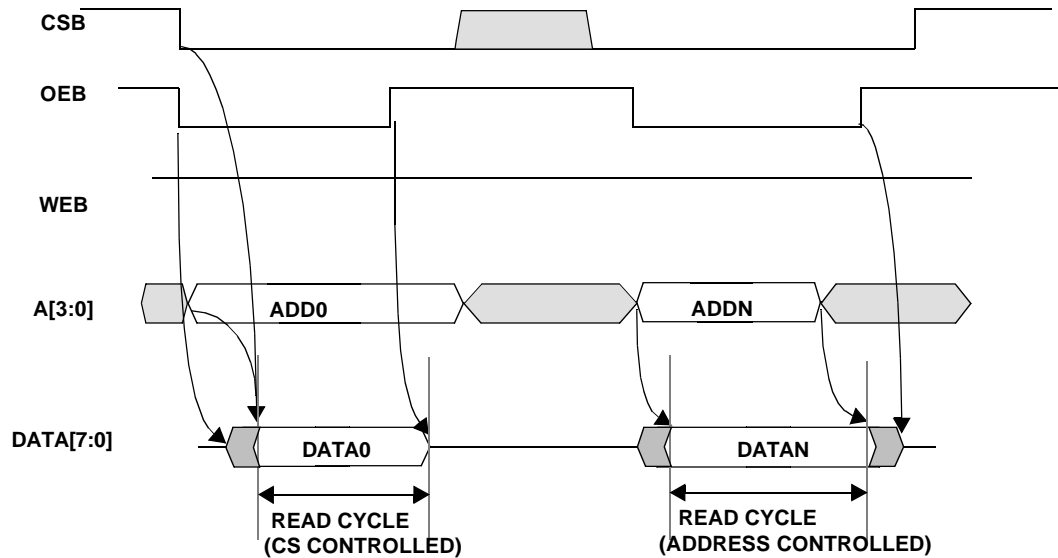 CSB
OEB
WEB
A[3:0]
ADD0
ADDN
DATA[7:0]
DATA0
DATAN
READ CYCLE
(CS CONTROLLED)
READ CYCLE
(ADDRESS CONTROLLED)